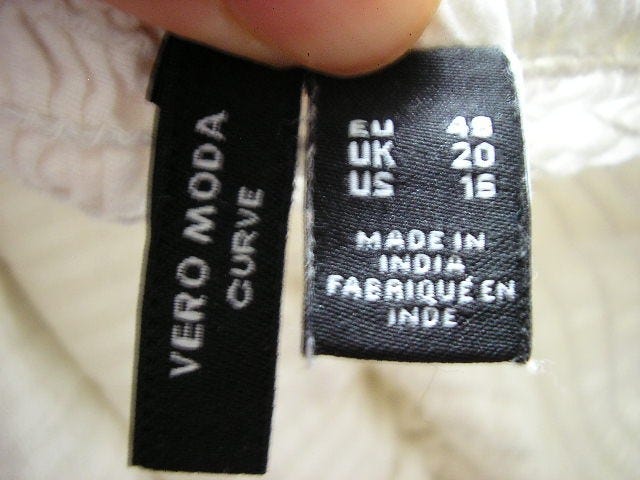 VERO MODA
CURVE
EU 48
UK 20
US 16
MADE IN
INDIA
FABRIQUÉ EN
INDE